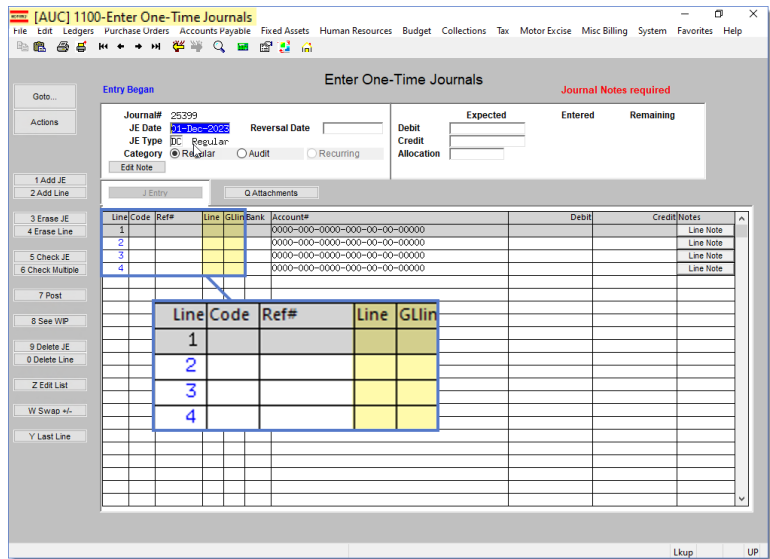 [AUC] 1100-Enter One-Time Journals
File Edit Ledgers Purchase Orders Accounts Payable Fixed Assets Human Resources Budget Collections Tax Motor Excise Misc Billing System Favorites Help
Enter One-Time Journals
Entry Began
Journal Notes required
Goto...
Actions
Journal# 25399
JE Date 01-Dec-2023 Reversal Date
JE Type DC Regular
Category Regular Audit Recurring
Edit Note
Expected Entered Remaining
Debit
Credit
Allocation
1 Add JE
2 Add Line
J Entry
Q Attachments
3 Erase JE
4 Erase Line
5 Check JE
6 Check Multiple
7 Post
8 See WIP
9 Delete JE
0 Delete Line
Z Edit List
W Swap +/-
Y Last Line
Line Code Ref# Line GLlin Bank Account# Debit Credit Notes
1 0000-000-0000-000-00-00-00000 Line Note
2 0000-000-0000-000-00-00-00000 Line Note
3 0000-000-0000-000-00-00-00000 Line Note
4 0000-000-0000-000-00-00-00000 Line Note
Line Code Ref# Line GLlin
1
2
3
4
Lkup UP